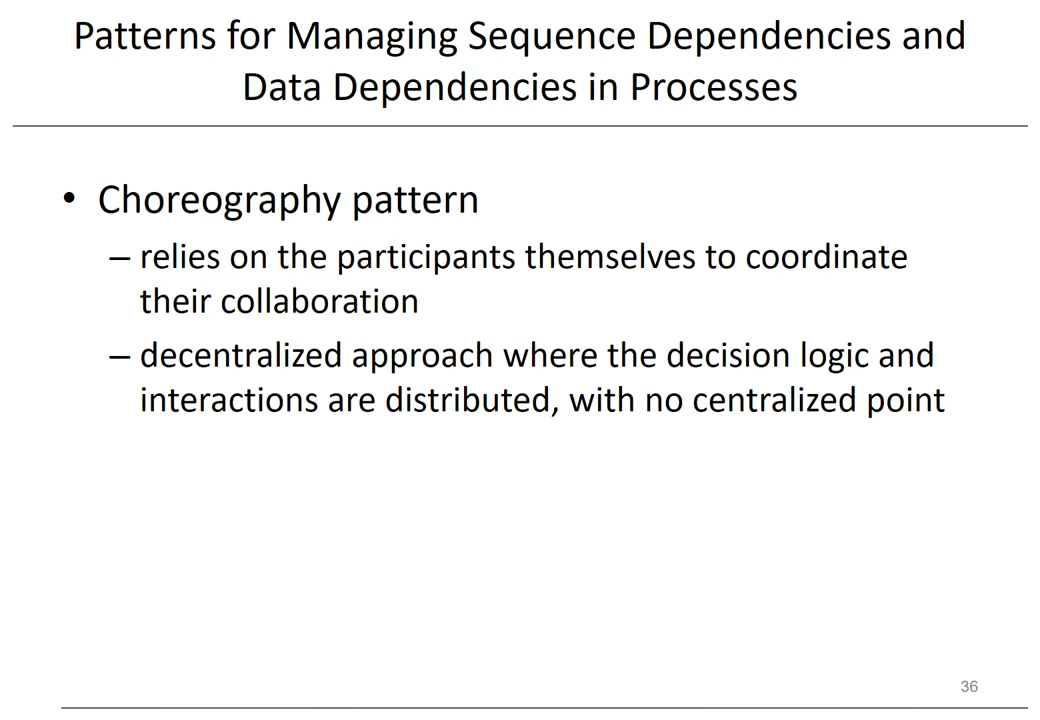 Patterns for Managing Sequence Dependencies and
Data Dependencies in Processes
• Choreography pattern
– relies on the participants themselves to coordinate
their collaboration
– decentralized approach where the decision logic and
interactions are distributed, with no centralized point
36